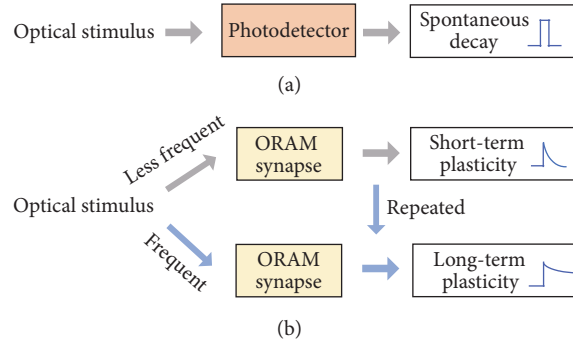 Optical stimulus
Photodetector
Spontaneous
decay
(a)
Less frequent
ORAM
synapse
Short-term
plasticity
Optical stimulus
Repeated
Frequent
ORAM
synapse
Long-term
plasticity
(b)